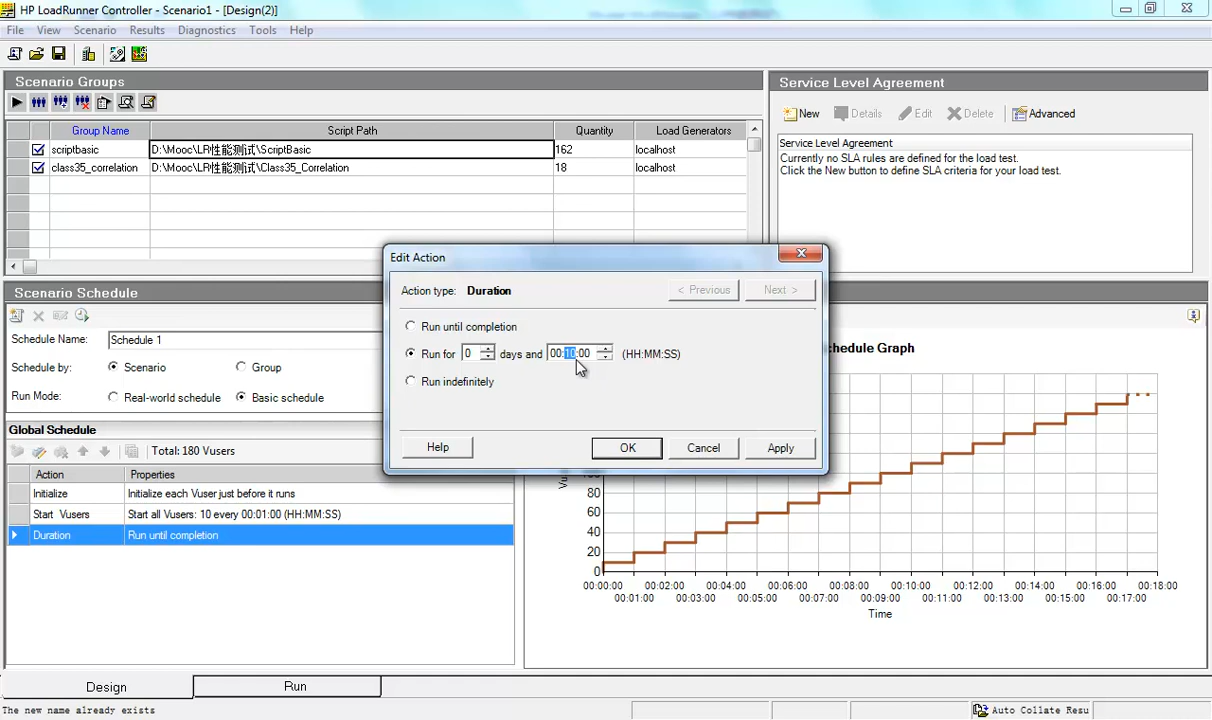 HP LoadRunner Controller - Scenario1 - [Design(2)]
File View Scenario Results Diagnostics Tools Help
Scenario Groups
Group Name Script Path Quantity Load Generators
scriptbasic D:\Mooc\LR性能测试\ScriptBasic 162 localhost
class35_correlation D:\Mooc\LR性能测试\Class35_Correlation 18 localhost
Service Level Agreement
New Details Edit Delete Advanced
Service Level Agreement
Currently no SLA rules are defined for the load test.
Click the New button to define SLA criteria for your load test.
Edit Action
Action type: Duration < Previous Next >
Run until completion
Run for 0 days and 00:10:00 (HH:MM:SS)
Run indefinitely
Help OK Cancel Apply
Scenario Schedule
Schedule Name: Schedule 1
Schedule by: Scenario Group
Run Mode: Real-world schedule Basic schedule
Global Schedule
Total: 180 Vusers
Action Properties
Initialize Initialize each Vuser just before it runs
Start Vusers Start all Vusers: 10 every 00:01:00 (HH:MM:SS)
Duration Run until completion
hedule Graph
80
60
40
20
0
00:00:00 00:02:00 00:04:00 00:06:00 00:08:00 00:10:00 00:12:00 00:14:00 00:16:00 00:18:00
00:01:00 00:03:00 00:05:00 00:07:00 00:09:00 00:11:00 00:13:00 00:15:00 00:17:00
Time
Design Run
The new name already exists
Auto Collate Resu